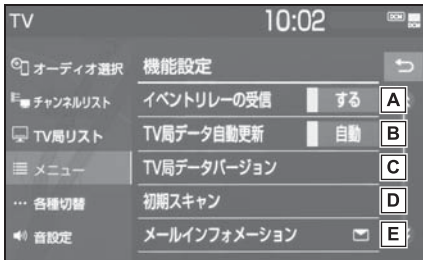 TV 10:02 DCM
オーディオ選択 機能設定
チャンネルリスト イベントリレーの受信 する A
TV局リスト TV局データ自動更新 自動 B
メニュー TV局データバージョン C
各種切替 初期スキャン D
音設定 メールインフォメーション E